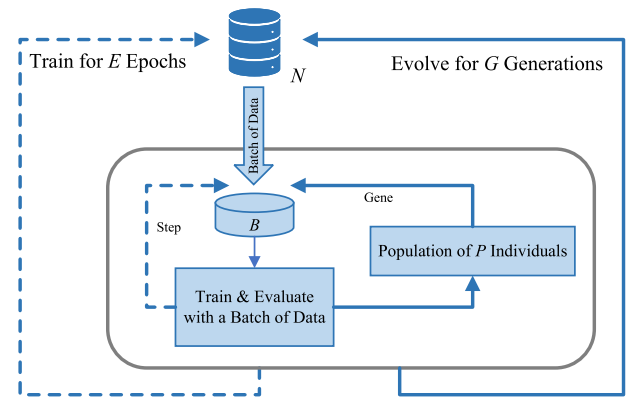 Train for E Epochs
N
Evolve for G Generations
Batch of Data
Gene
B
Step
Population of P Individuals
Train & Evaluate
with a Batch of Data